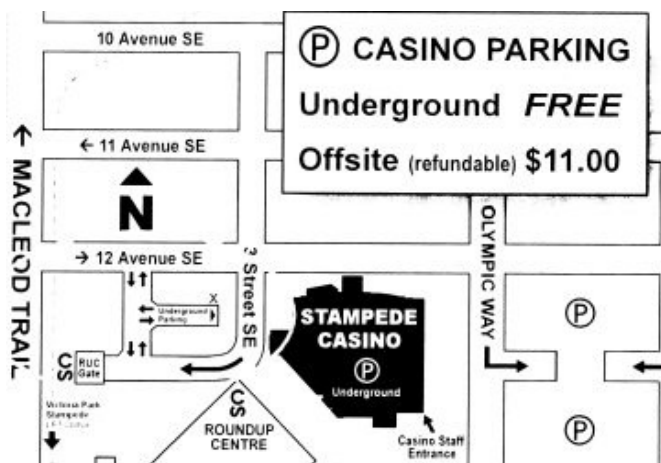 10 Avenue SE
Ⓟ CASINO PARKING
Underground FREE
Offsite (refundable) $11.00
← 11 Avenue SE
← MACLEOD TRAIL
N
→ 12 Avenue SE
Street SE
OLYMPIC WAY
X
Underground
Parking
STAMPEDE
CASINO
Ⓟ
Underground
Ⓟ
CS
RUC
Gate
CS
ROUNDUP
CENTRE
Victoria Park
Stampede
Casino Staff
Entrance
Ⓟ